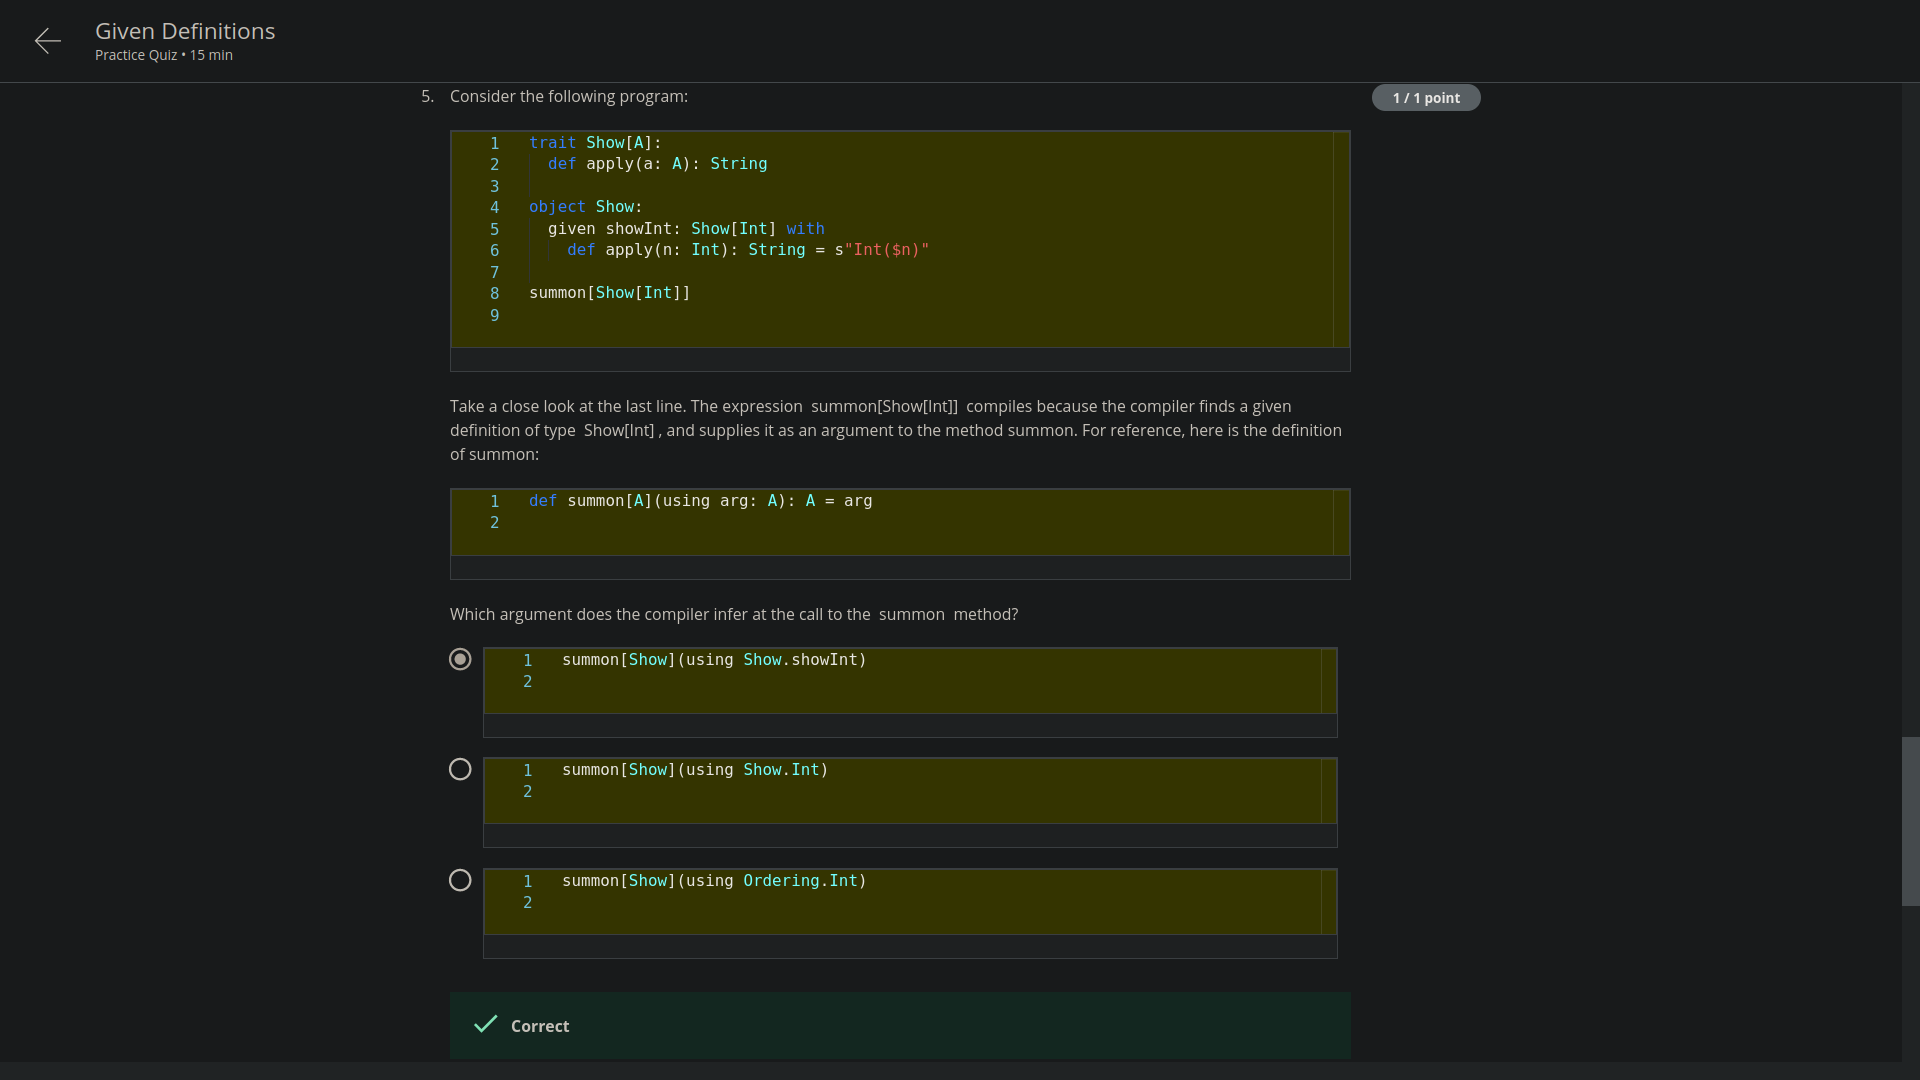 Given Definitions
Practice Quiz • 15 min
5. Consider the following program:
1 / 1 point
1 trait Show[A]:
2   def apply(a: A): String
3
4 object Show:
5   given showInt: Show[Int] with
6     def apply(n: Int): String = s"Int($n)"
7
8 summon[Show[Int]]
9
Take a close look at the last line. The expression summon[Show[Int]] compiles because the compiler finds a given
definition of type Show[Int] , and supplies it as an argument to the method summon. For reference, here is the definition
of summon:
1 def summon[A](using arg: A): A = arg
2
Which argument does the compiler infer at the call to the summon method?
1 summon[Show](using Show.showInt)
2
1 summon[Show](using Show.Int)
2
1 summon[Show](using Ordering.Int)
2
Correct